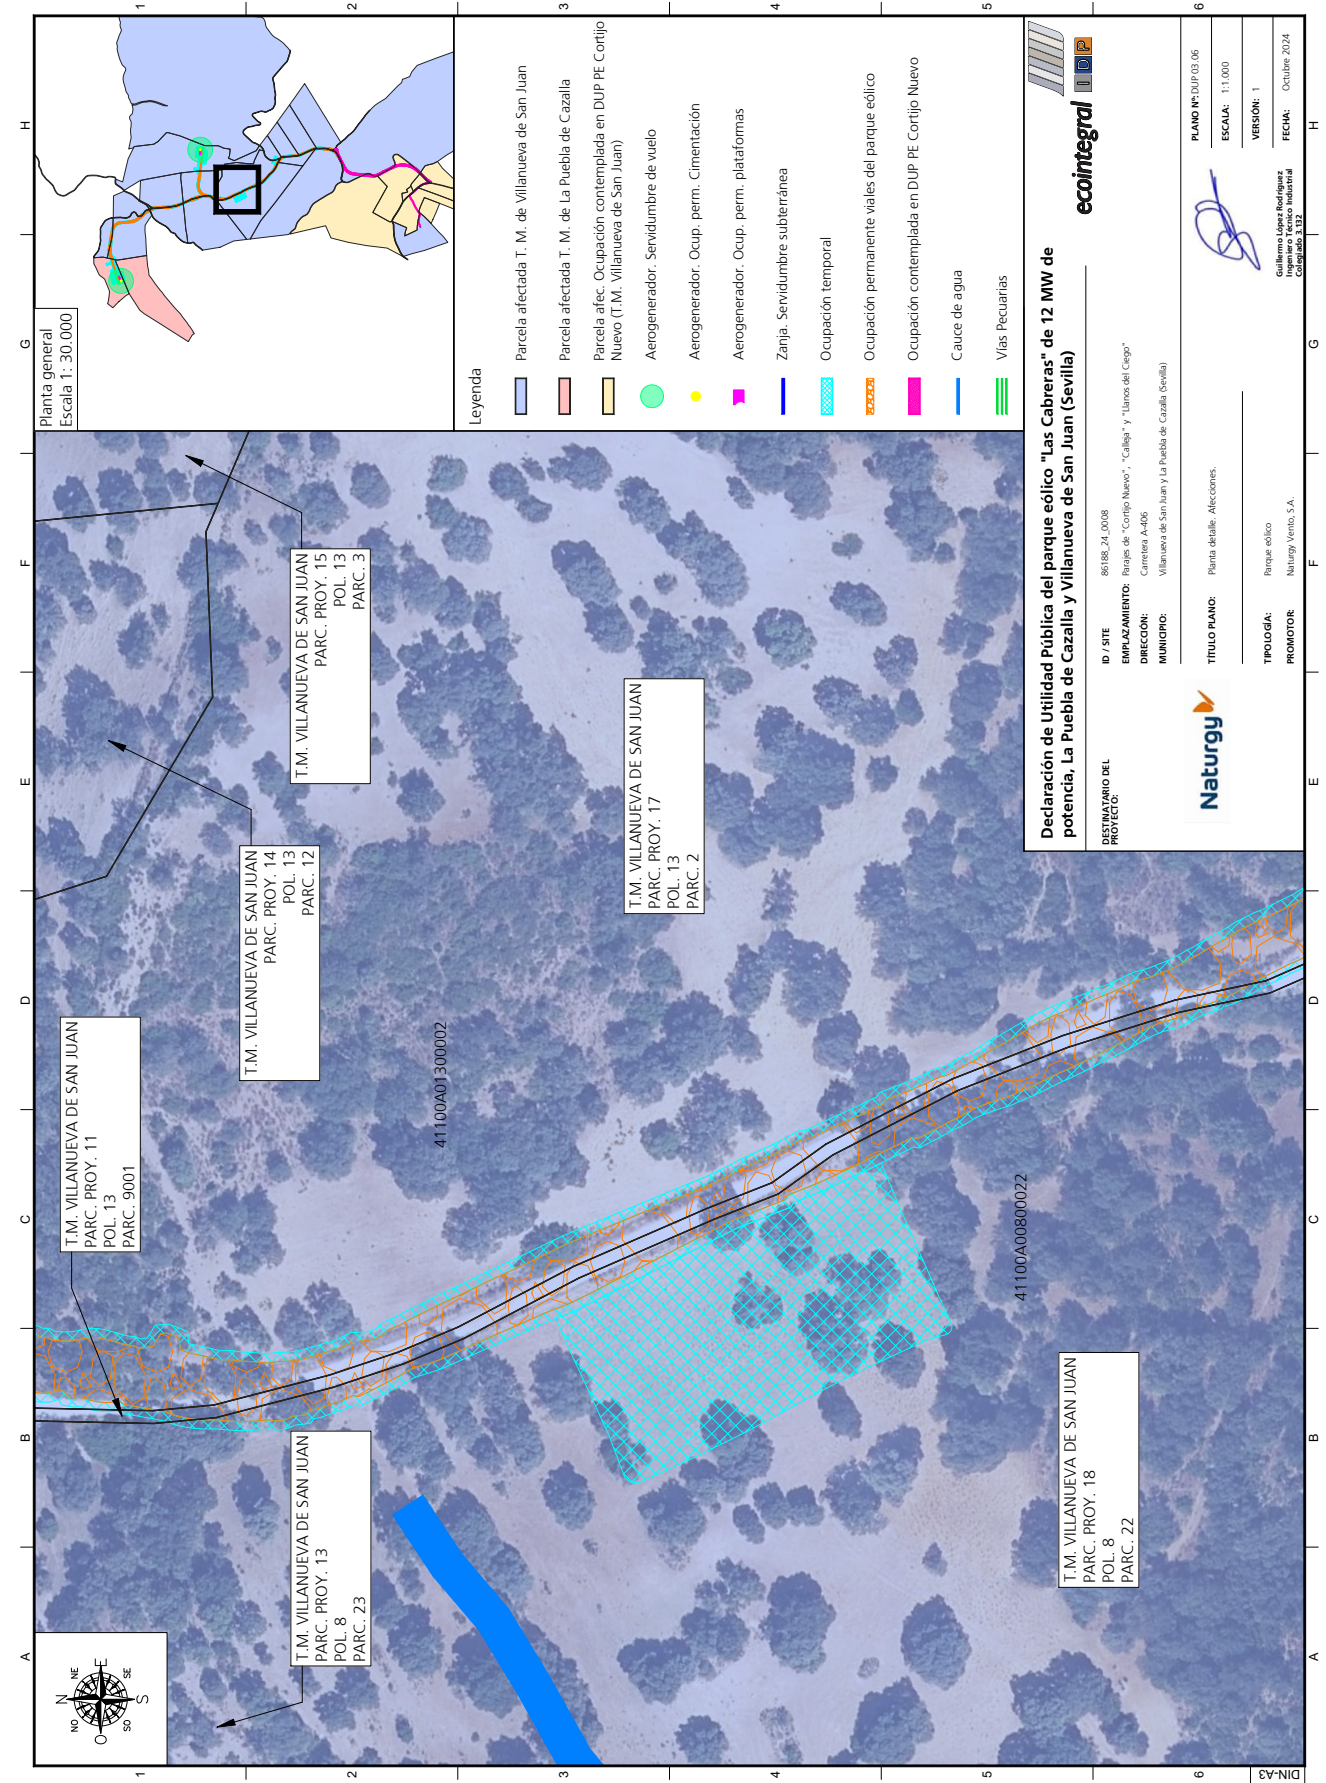 Planta general
Escala 1: 30.000
Leyenda
Parcela afectada T. M. de Villanueva de San Juan
Parcela afectada T. M. de La Puebla de Cazalla
Parcela afec. Ocupación contemplada en DUP PE Cortijo
Nuevo (T.M. Villanueva de San Juan)
Aerogenerador. Servidumbre de vuelo
Aerogenerador. Ocup. perm. Cimentación
Aerogenerador. Ocup. perm. plataformas
Zanja. Servidumbre subterránea
Ocupación temporal
Ocupación permanente viales del parque eólico
Ocupación contemplada en DUP PE Cortijo Nuevo
Cauce de agua
Vías Pecuarias
T.M. VILLANUEVA DE SAN JUAN
PARC. PROY. 11
POL. 13
PARC. 9001
T.M. VILLANUEVA DE SAN JUAN
PARC. PROY. 14
POL. 13
PARC. 12
T.M. VILLANUEVA DE SAN JUAN
PARC. PROY. 15
POL. 13
PARC. 3
T.M. VILLANUEVA DE SAN JUAN
PARC. PROY. 13
POL. 8
PARC. 23
T.M. VILLANUEVA DE SAN JUAN
PARC. PROY. 17
POL. 13
PARC. 2
T.M. VILLANUEVA DE SAN JUAN
PARC. PROY. 18
POL. 8
PARC. 22
41100A01300002
41100A00800022
N
NE
E
SE
S
SO
O
NO
Declaración de Utilidad Pública del parque eólico "Las Cabreras" de 12 MW de
potencia, La Puebla de Cazalla y Villanueva de San Juan (Sevilla)
ecointegral
IDP
DESTINATARIO DEL
PROYECTO:
Naturgy
ID / SITE 86188_24_0008
EMPLAZAMIENTO: Parajes de "Cortijo Nuevo", "Calleja" y "Llanos del Ciego"
DIRECCIÓN: Carretera A-406
MUNICIPIO: Villanueva de San Juan y La Puebla de Cazalla (Sevilla)
TÍTULO PLANO: Planta detalle. Afecciones.
TIPOLOGÍA: Parque eólico
PROMOTOR: Naturgy Vento, S.A.
Guillermo López Rodríguez
Ingeniero Técnico Industrial
Colegiado 3.132
PLANO Nº: DUP 03.06
ESCALA: 1:1.000
VERSIÓN: 1
FECHA: Octubre 2024
A
B
C
D
E
F
G
H
A
B
C
D
E
F
G
H
1
2
3
4
5
6
1
2
3
4
5
6
DIN-A3